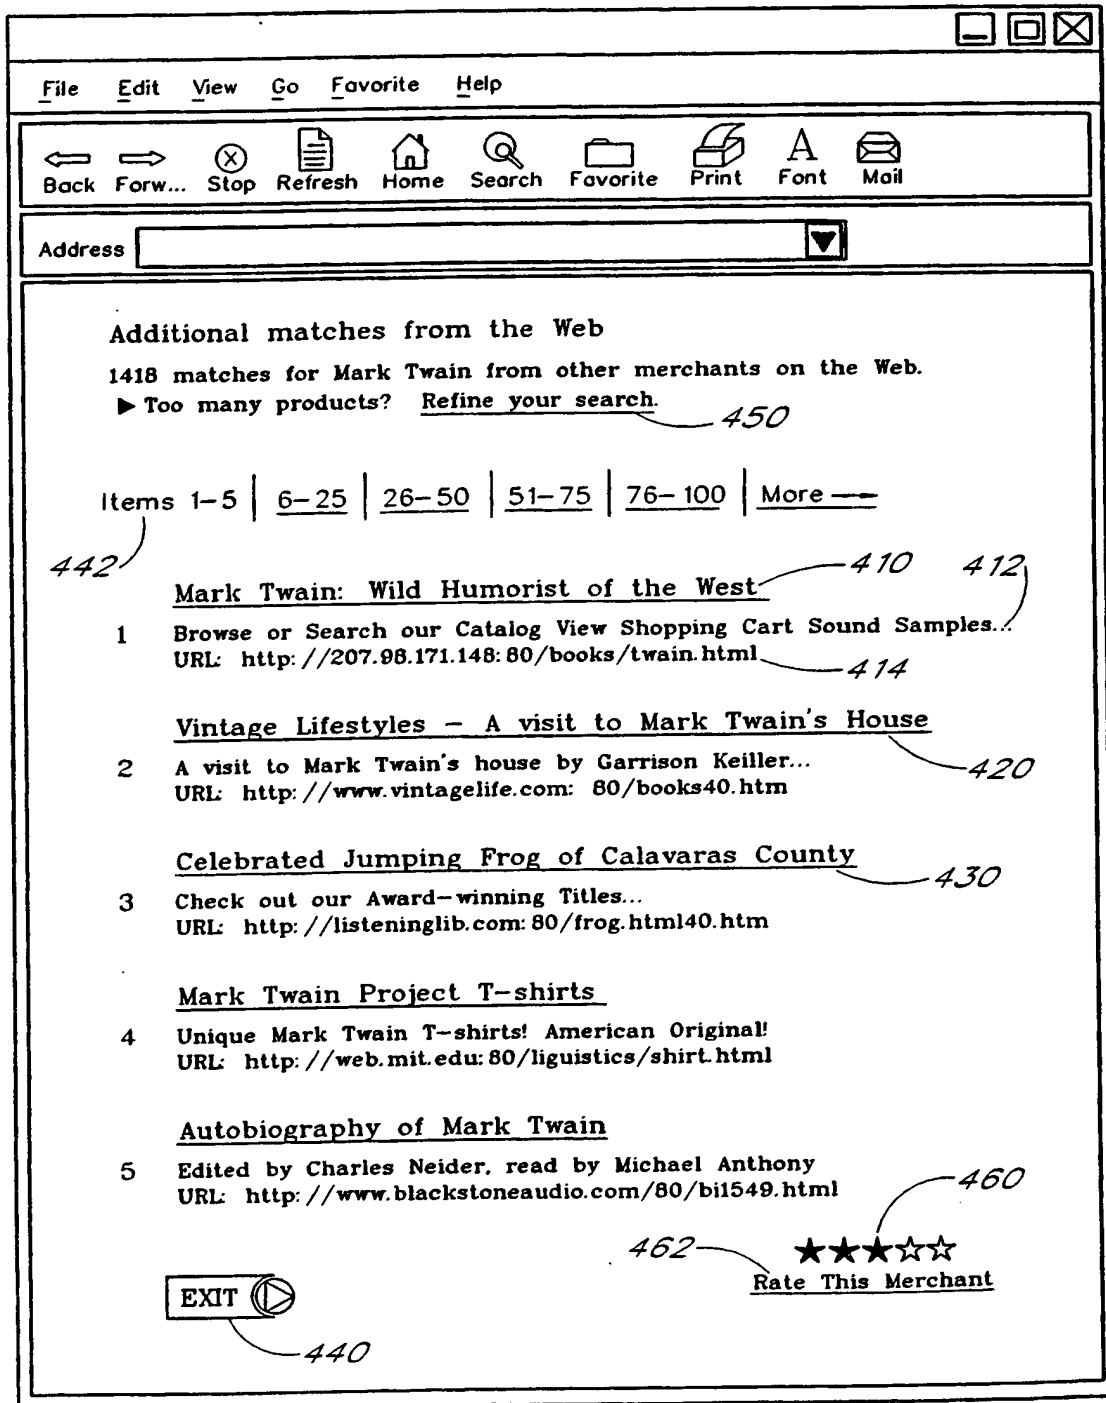 File Edit View Go Favorite Help
Back Forw... Stop Refresh Home Search Favorite Print Font Mail
Address
Additional matches from the Web
1418 matches for Mark Twain from other merchants on the Web.
Too many products? Refine your search.
450
Items 1-5 | 6-25 | 26-50 | 51-75 | 76-100 | More
442
410
412
Mark Twain: Wild Humorist of the West
1 Browse or Search our Catalog View Shopping Cart Sound Samples...
URL: http://207.98.171.148:80/books/twain.html
414
Vintage Lifestyles - A visit to Mark Twain's House
420
2 A visit to Mark Twain's house by Garrison Keiller...
URL: http://www.vintagelife.com: 80/books40.htm
Celebrated Jumping Frog of Calavaras County
430
3 Check out our Award-winning Titles...
URL: http://listeninglib.com:80/frog.html40.htm
Mark Twain Project T-shirts
4 Unique Mark Twain T-shirts! American Original!
URL: http://web.mit.edu:80/liguistics/shirt.html
Autobiography of Mark Twain
5 Edited by Charles Neider, read by Michael Anthony
URL: http://www.blackstoneaudio.com/80/bi1549.html
460
462
Rate This Merchant
EXIT
440